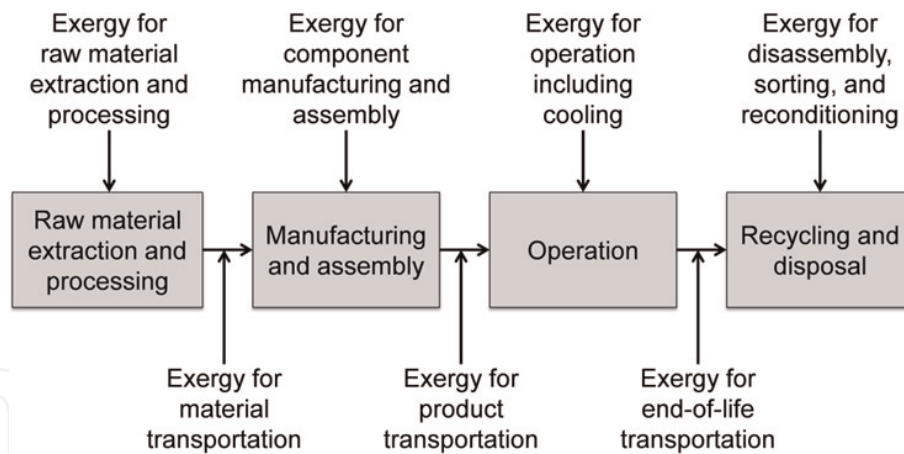 Exergy for
raw material
extraction and
processing
Exergy for
component
manufacturing and
assembly
Exergy for
operation
including
cooling
Exergy for
disassembly,
sorting, and
reconditioning
Raw material
extraction and
processing
Manufacturing
and assembly
Operation
Recycling and
disposal
Exergy for
material
transportation
Exergy for
product
transportation
Exergy for
end-of-life
transportation